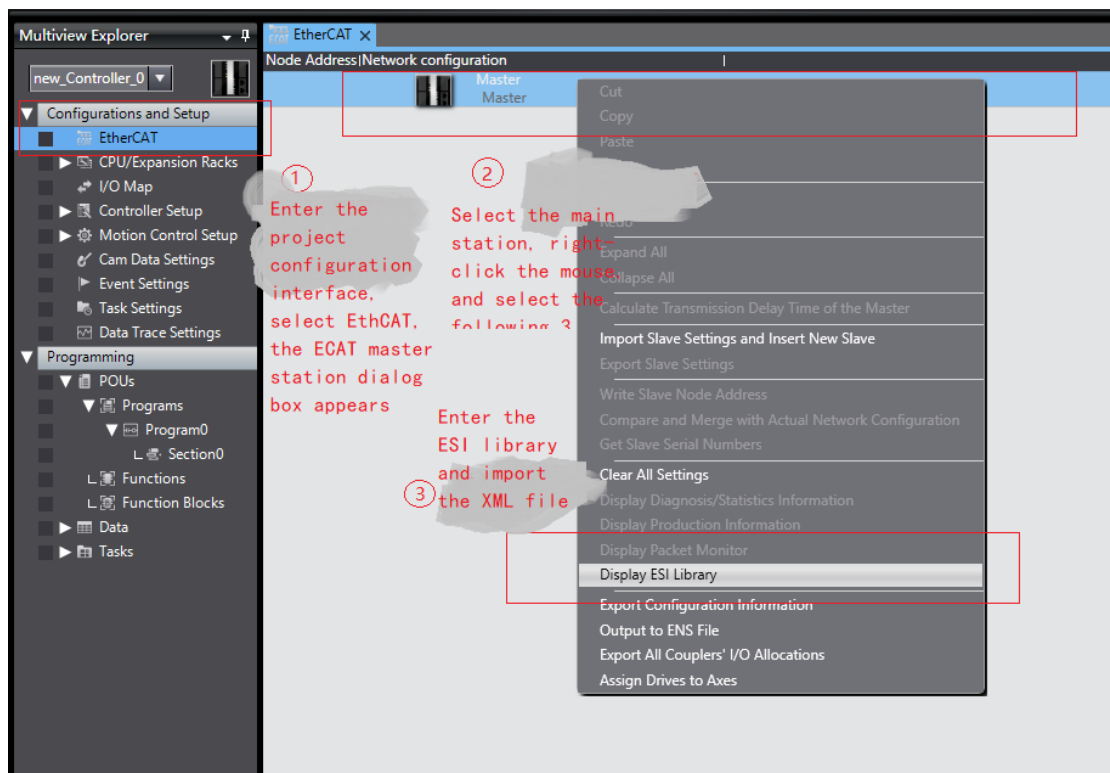 Multiview Explorer
new_Controller_0
Configurations and Setup
EtherCAT
CPU/Expansion Racks
I/O Map
Controller Setup
Motion Control Setup
Cam Data Settings
Event Settings
Task Settings
Data Trace Settings
Programming
POUs
Programs
Program0
Section0
Functions
Function Blocks
Data
Tasks
EtherCAT
Node Address|Network configuration
Master
Master
1
Enter the
project
configuration
interface,
select EthCAT,
the ECAT master
station dialog
box appears
2
Select the main
station, right-
click the mouse,
and select the
following 3
3
Enter the
ESI library
and import
the XML file
Cut
Copy
Paste
Redo
Expand All
Collapse All
Calculate Transmission Delay Time of the Master
Import Slave Settings and Insert New Slave
Export Slave Settings
Write Slave Node Address
Compare and Merge with Actual Network Configuration
Get Slave Serial Numbers
Clear All Settings
Display Diagnosis/Statistics Information
Display Production Information
Display Packet Monitor
Display ESI Library
Export Configuration Information
Output to ENS File
Export All Couplers' I/O Allocations
Assign Drives to Axes